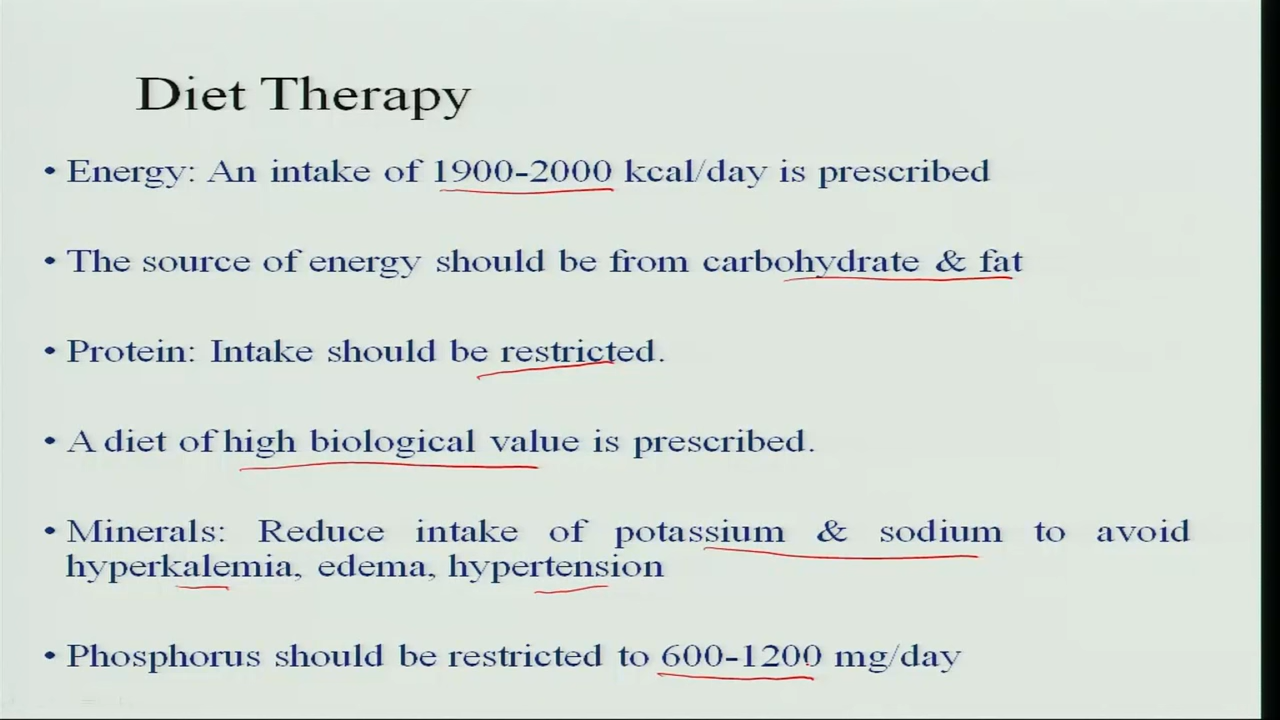 Diet Therapy
• Energy: An intake of 1900-2000 kcal/day is prescribed
• The source of energy should be from carbohydrate & fat
• Protein: Intake should be restricted.
• A diet of high biological value is prescribed.
• Minerals: Reduce intake of potassium & sodium to avoid
hyperkalemia, edema, hypertension
• Phosphorus should be restricted to 600-1200 mg/day